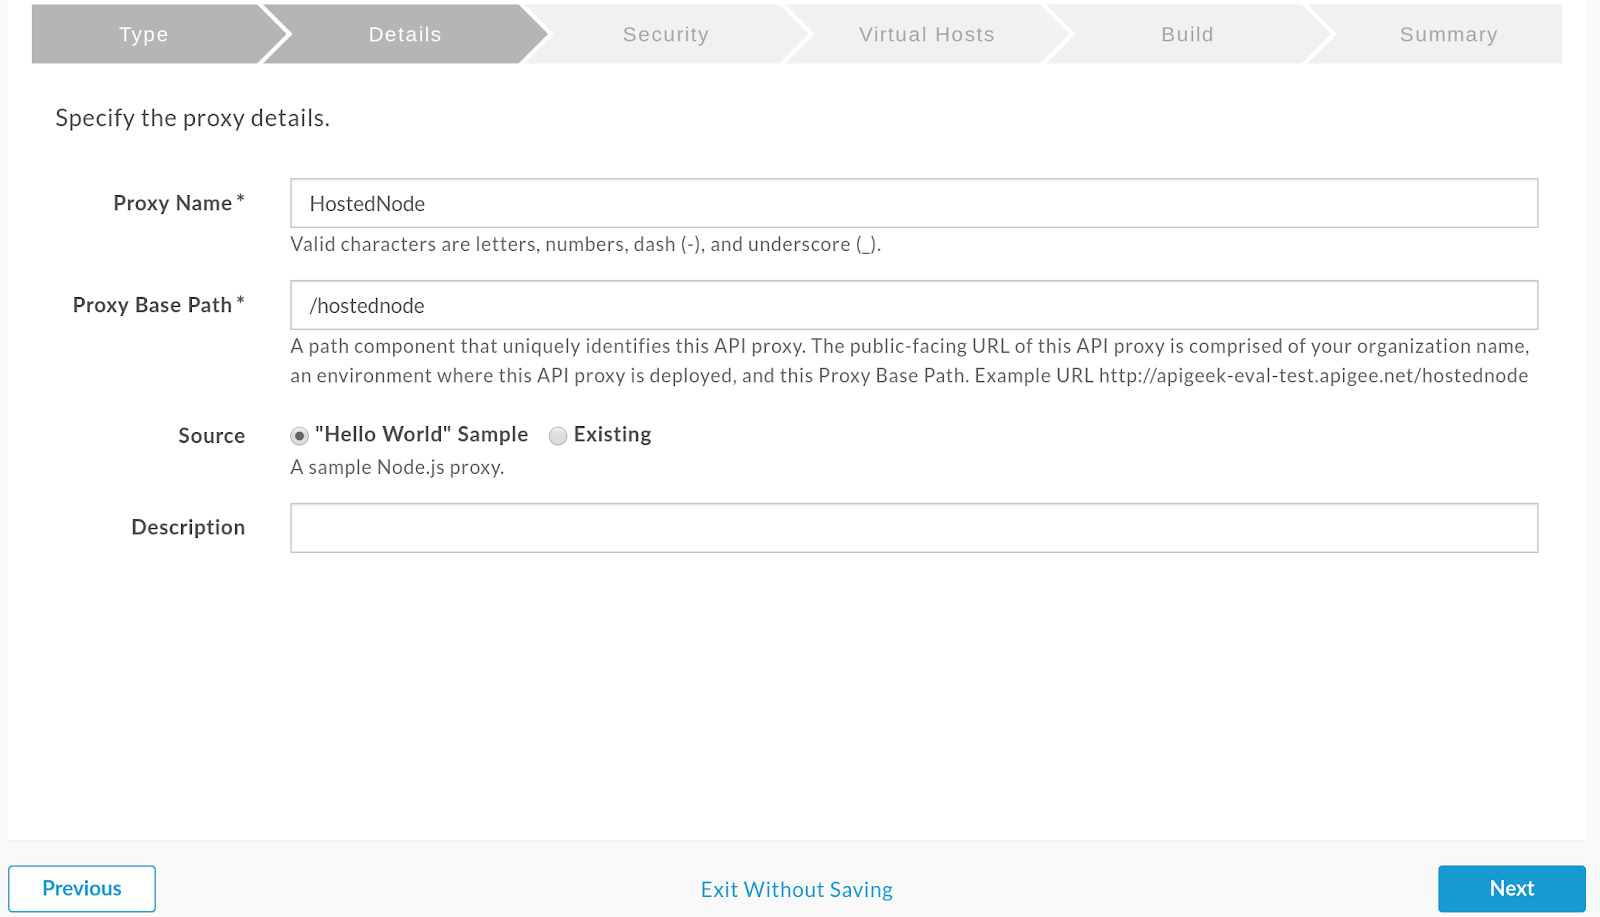 Type
Details
Security
Virtual Hosts
Build
Summary
Specify the proxy details.
Proxy Name*
HostedNode
Valid characters are letters, numbers, dash (-), and underscore (_).
Proxy Base Path*
/hostednode
A path component that uniquely identifies this API proxy. The public-facing URL of this API proxy is comprised of your organization name,
an environment where this API proxy is deployed, and this Proxy Base Path. Example URL http://apigeek-eval-test.apigee.net/hostednode
Source
"Hello World" Sample
Existing
A sample Node.js proxy.
Description
Previous
Exit Without Saving
Next